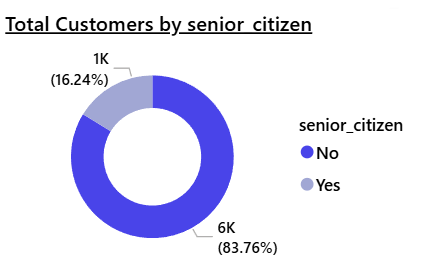 Total Customers by senior_citizen
1K
(16.24%)
senior_citizen
No
Yes
6K
(83.76%)